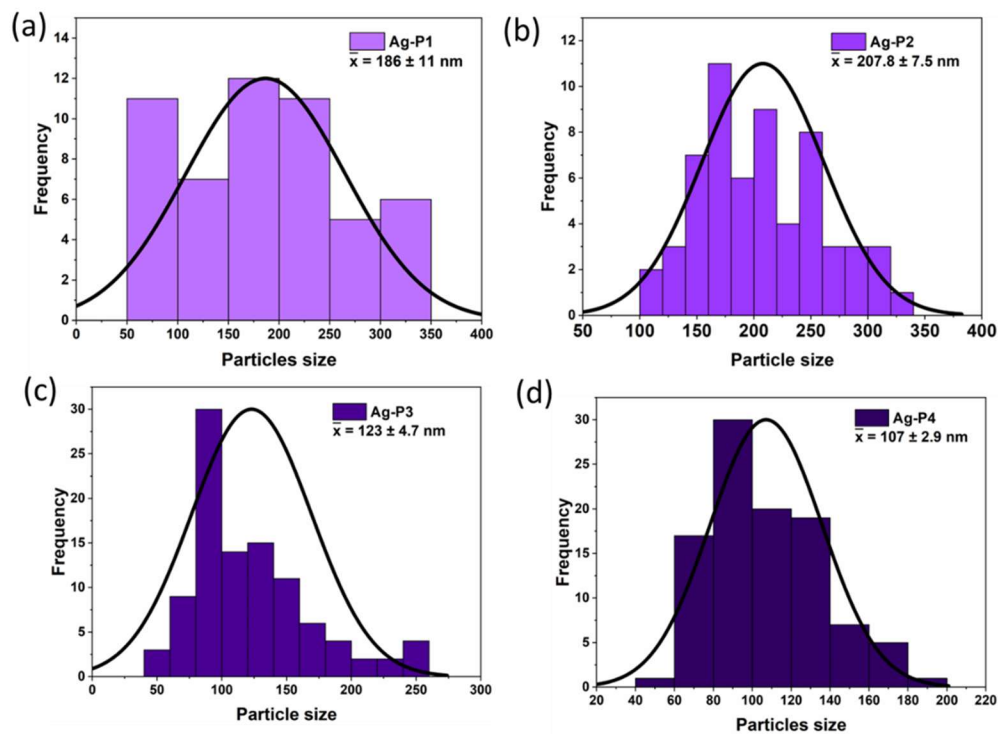 (a)
14
12
10
8
6
4
2
0
Frequency
Ag-P1
x̅ = 186 ± 11 nm
0 50 100 150 200 250 300 350 400
Particles size
(b)
12
10
8
6
4
2
0
Frequency
Ag-P2
x̅ = 207.8 ± 7.5 nm
50 100 150 200 250 300 350 400
Particle size
(c)
30
25
20
15
10
5
0
Frequency
Ag-P3
x̅ = 123 ± 4.7 nm
0 50 100 150 200 250 300
Particle size
(d)
30
25
20
15
10
5
0
Frequency
Ag-P4
x̅ = 107 ± 2.9 nm
20 40 60 80 100 120 140 160 180 200 220
Particles size